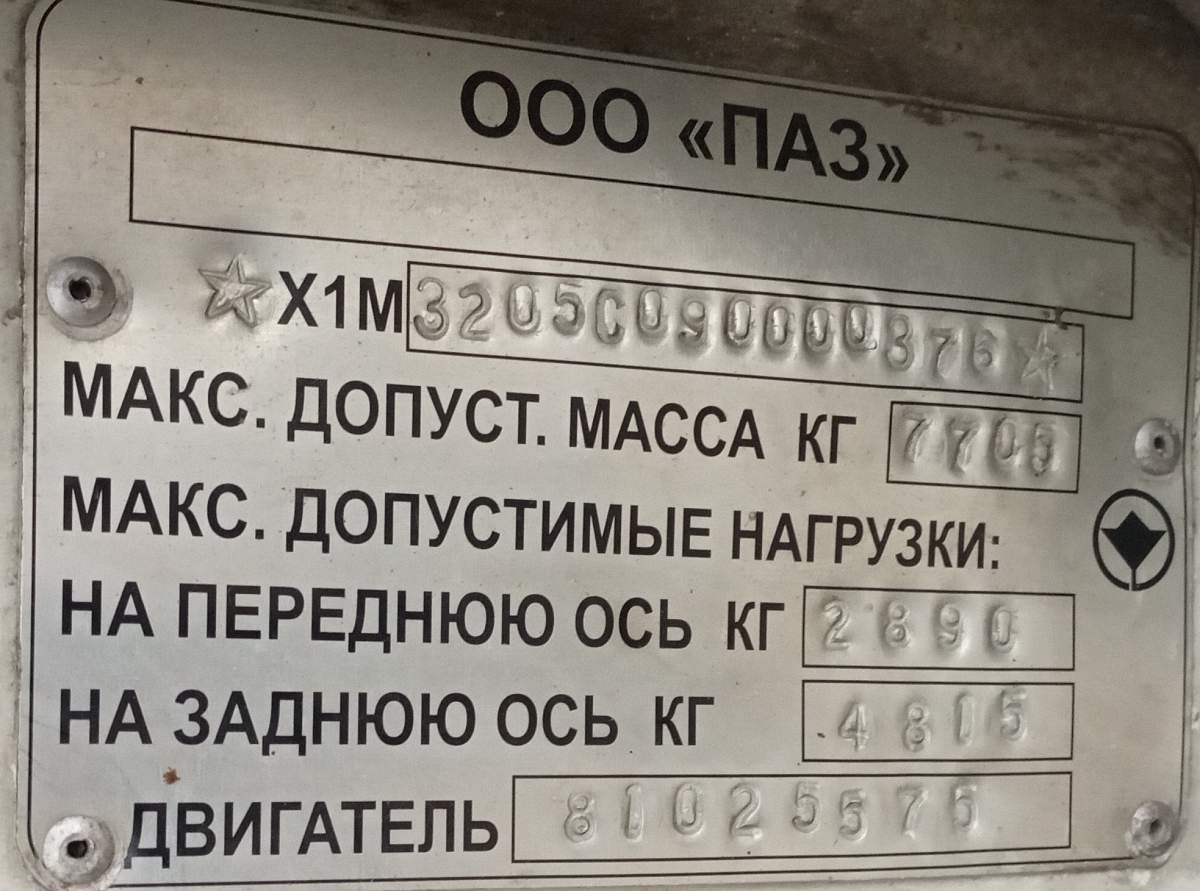 ООО «ПАЗ»
☆X1M3205C090000376☆
МАКС. ДОПУСТ. МАССА КГ 7705
МАКС. ДОПУСТИМЫЕ НАГРУЗКИ:
НА ПЕРЕДНЮЮ ОСЬ КГ 2890
НА ЗАДНЮЮ ОСЬ КГ 4815
ДВИГАТЕЛЬ 81025575